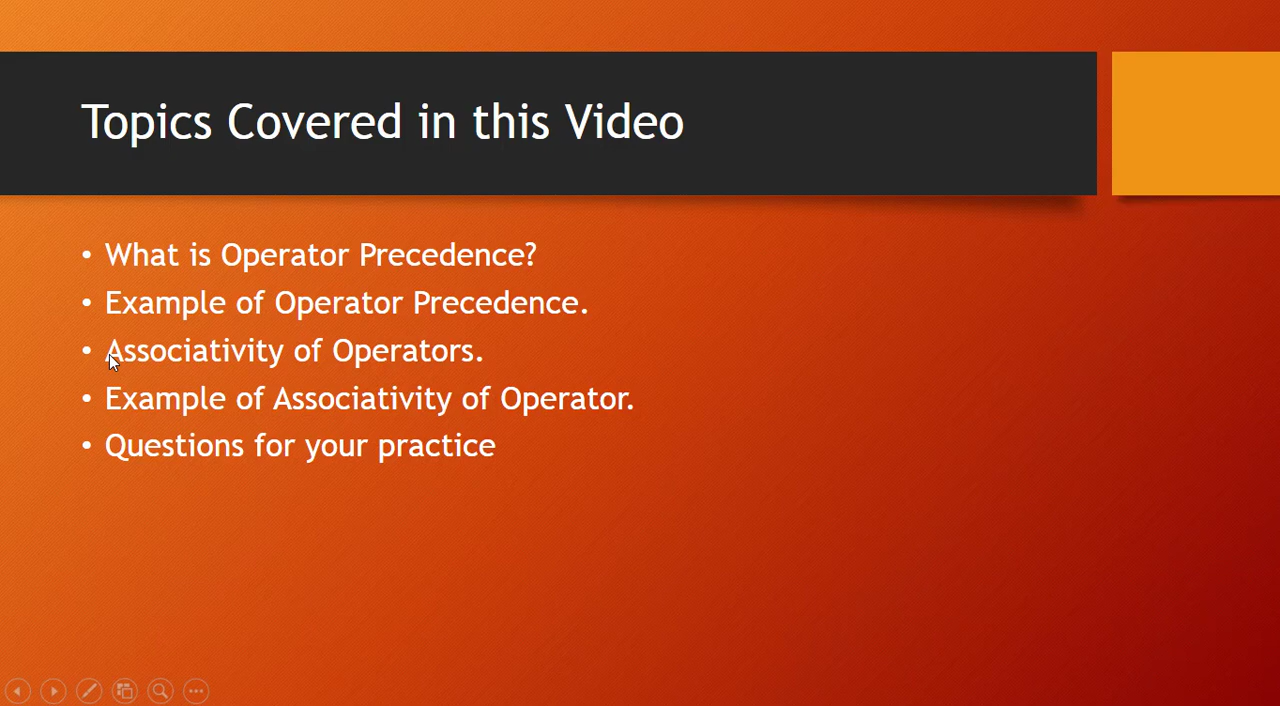 Topics Covered in this Video
• What is Operator Precedence?
• Example of Operator Precedence.
• Associativity of Operators.
• Example of Associativity of Operator.
• Questions for your practice